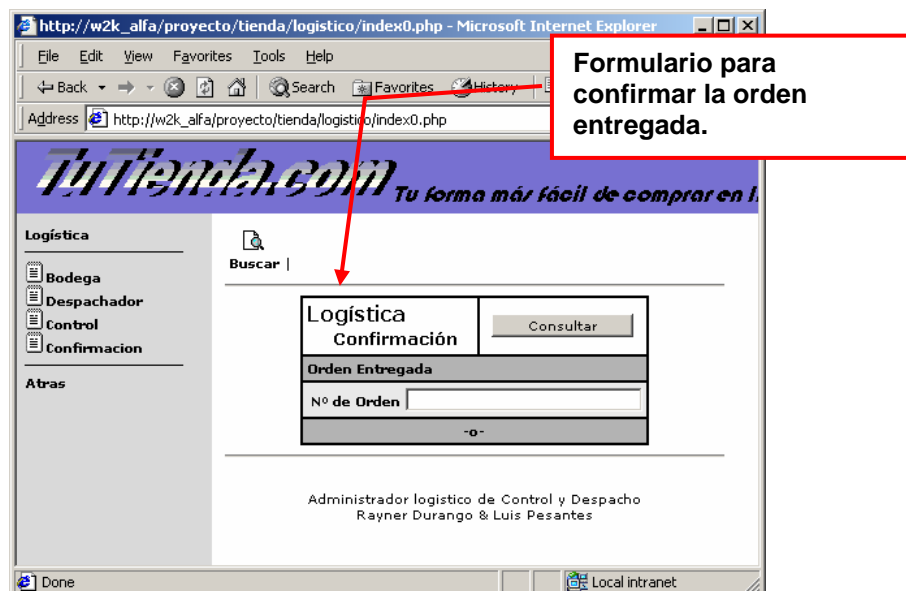 http://w2k_alfa/proyecto/tienda/logistico/index0.php - Microsoft Internet Explorer
File Edit View Favorites Tools Help
Back Search Favorites History
Address http://w2k_alfa/proyecto/tienda/logistico/index0.php
Formulario para
confirmar la orden
entregada.
TuTienda.com
Tu forma más fácil de comprar en
Logística
Bodega
Despachador
Control
Confirmacion
Atras
Buscar |
Logística
Confirmación
Consultar
Orden Entregada
Nº de Orden
-o-
Administrador logistico de Control y Despacho
Rayner Durango & Luis Pesantes
Done
Local intranet